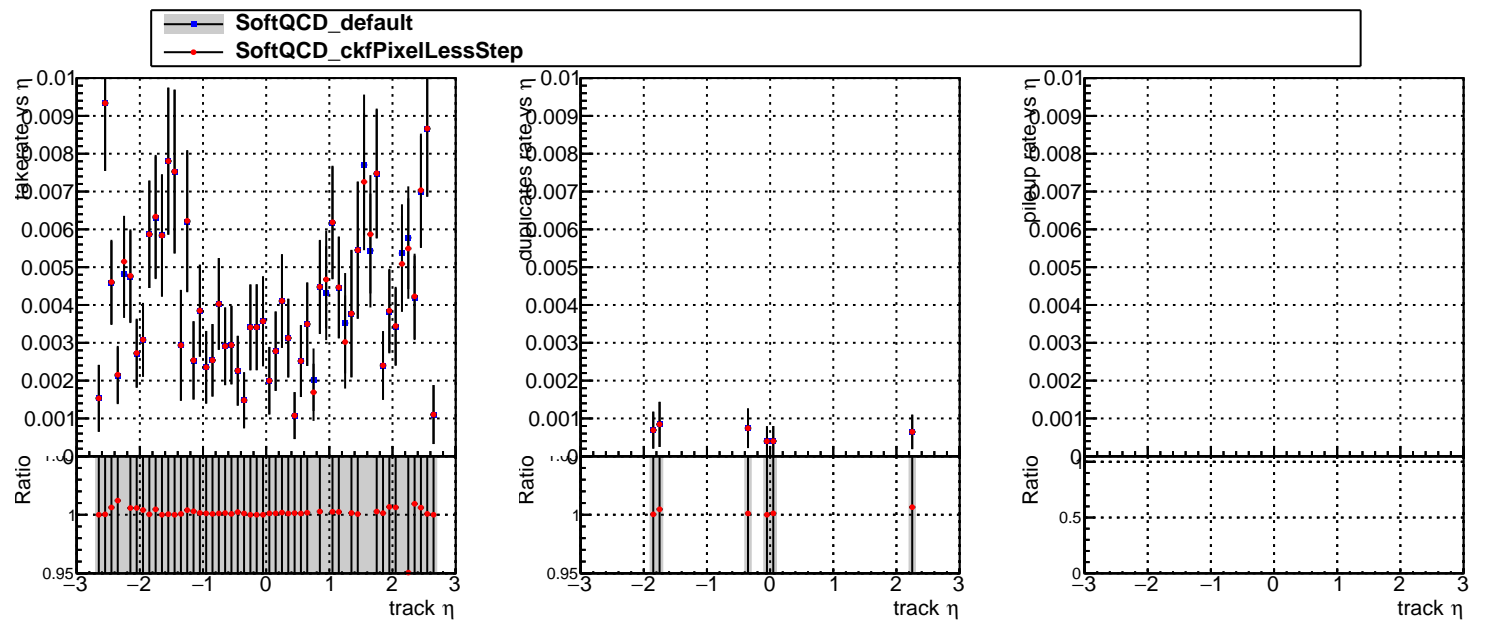 SoftQCD_default
SoftQCD_ckfPixelLessStep
fakerate vs η
0.01
0.009
0.008
0.007
0.006
0.005
0.004
0.003
0.002
0.001
Ratio
1
0.95
−3 −2 −1 0 1 2 3
track η
duplicates rate vs η
0.01
0.009
0.008
0.007
0.006
0.005
0.004
0.003
0.002
0.001
0
Ratio
1
0.95
−3 −2 −1 0 1 2 3
track η
pileup rate vs η
0.01
0.009
0.008
0.007
0.006
0.005
0.004
0.003
0.002
0.001
0
Ratio
0.5
0
−3 −2 −1 0 1 2 3
track η